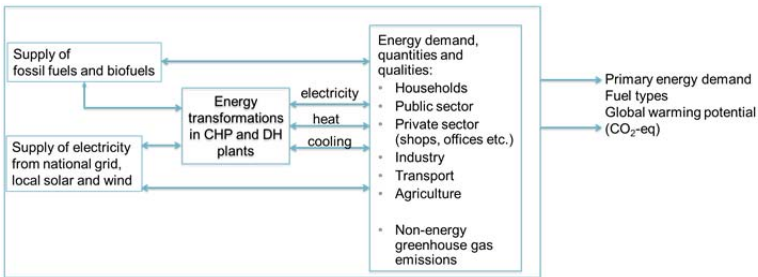 Supply of
fossil fuels and biofuels
Supply of electricity
from national grid,
local solar and wind
Energy
transformations
in CHP and DH
plants
electricity
heat
cooling
Energy demand,
quantities and
qualities:
• Households
• Public sector
• Private sector
(shops, offices etc.)
• Industry
• Transport
• Agriculture
• Non-energy
greenhouse gas
emissions
Primary energy demand
Fuel types
Global warming potential
(CO₂-eq)